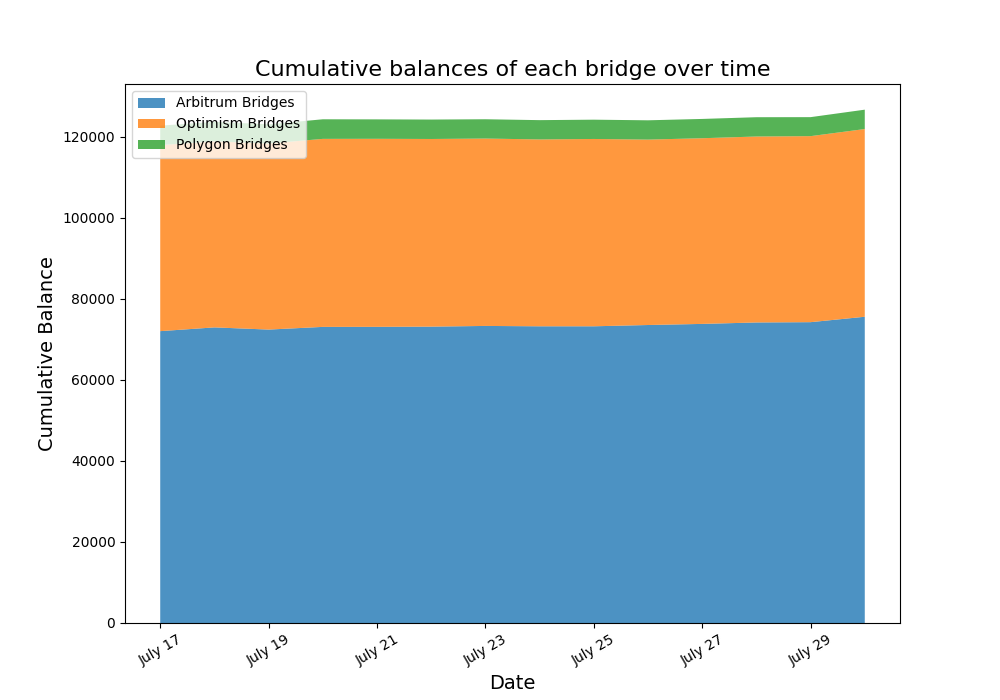 Cumulative balances of each bridge over time
Arbitrum Bridges
Optimism Bridges
Polygon Bridges
Cumulative Balance
120000
100000
80000
60000
40000
20000
0
July 17
July 19
July 21
July 23
July 25
July 27
July 29
Date